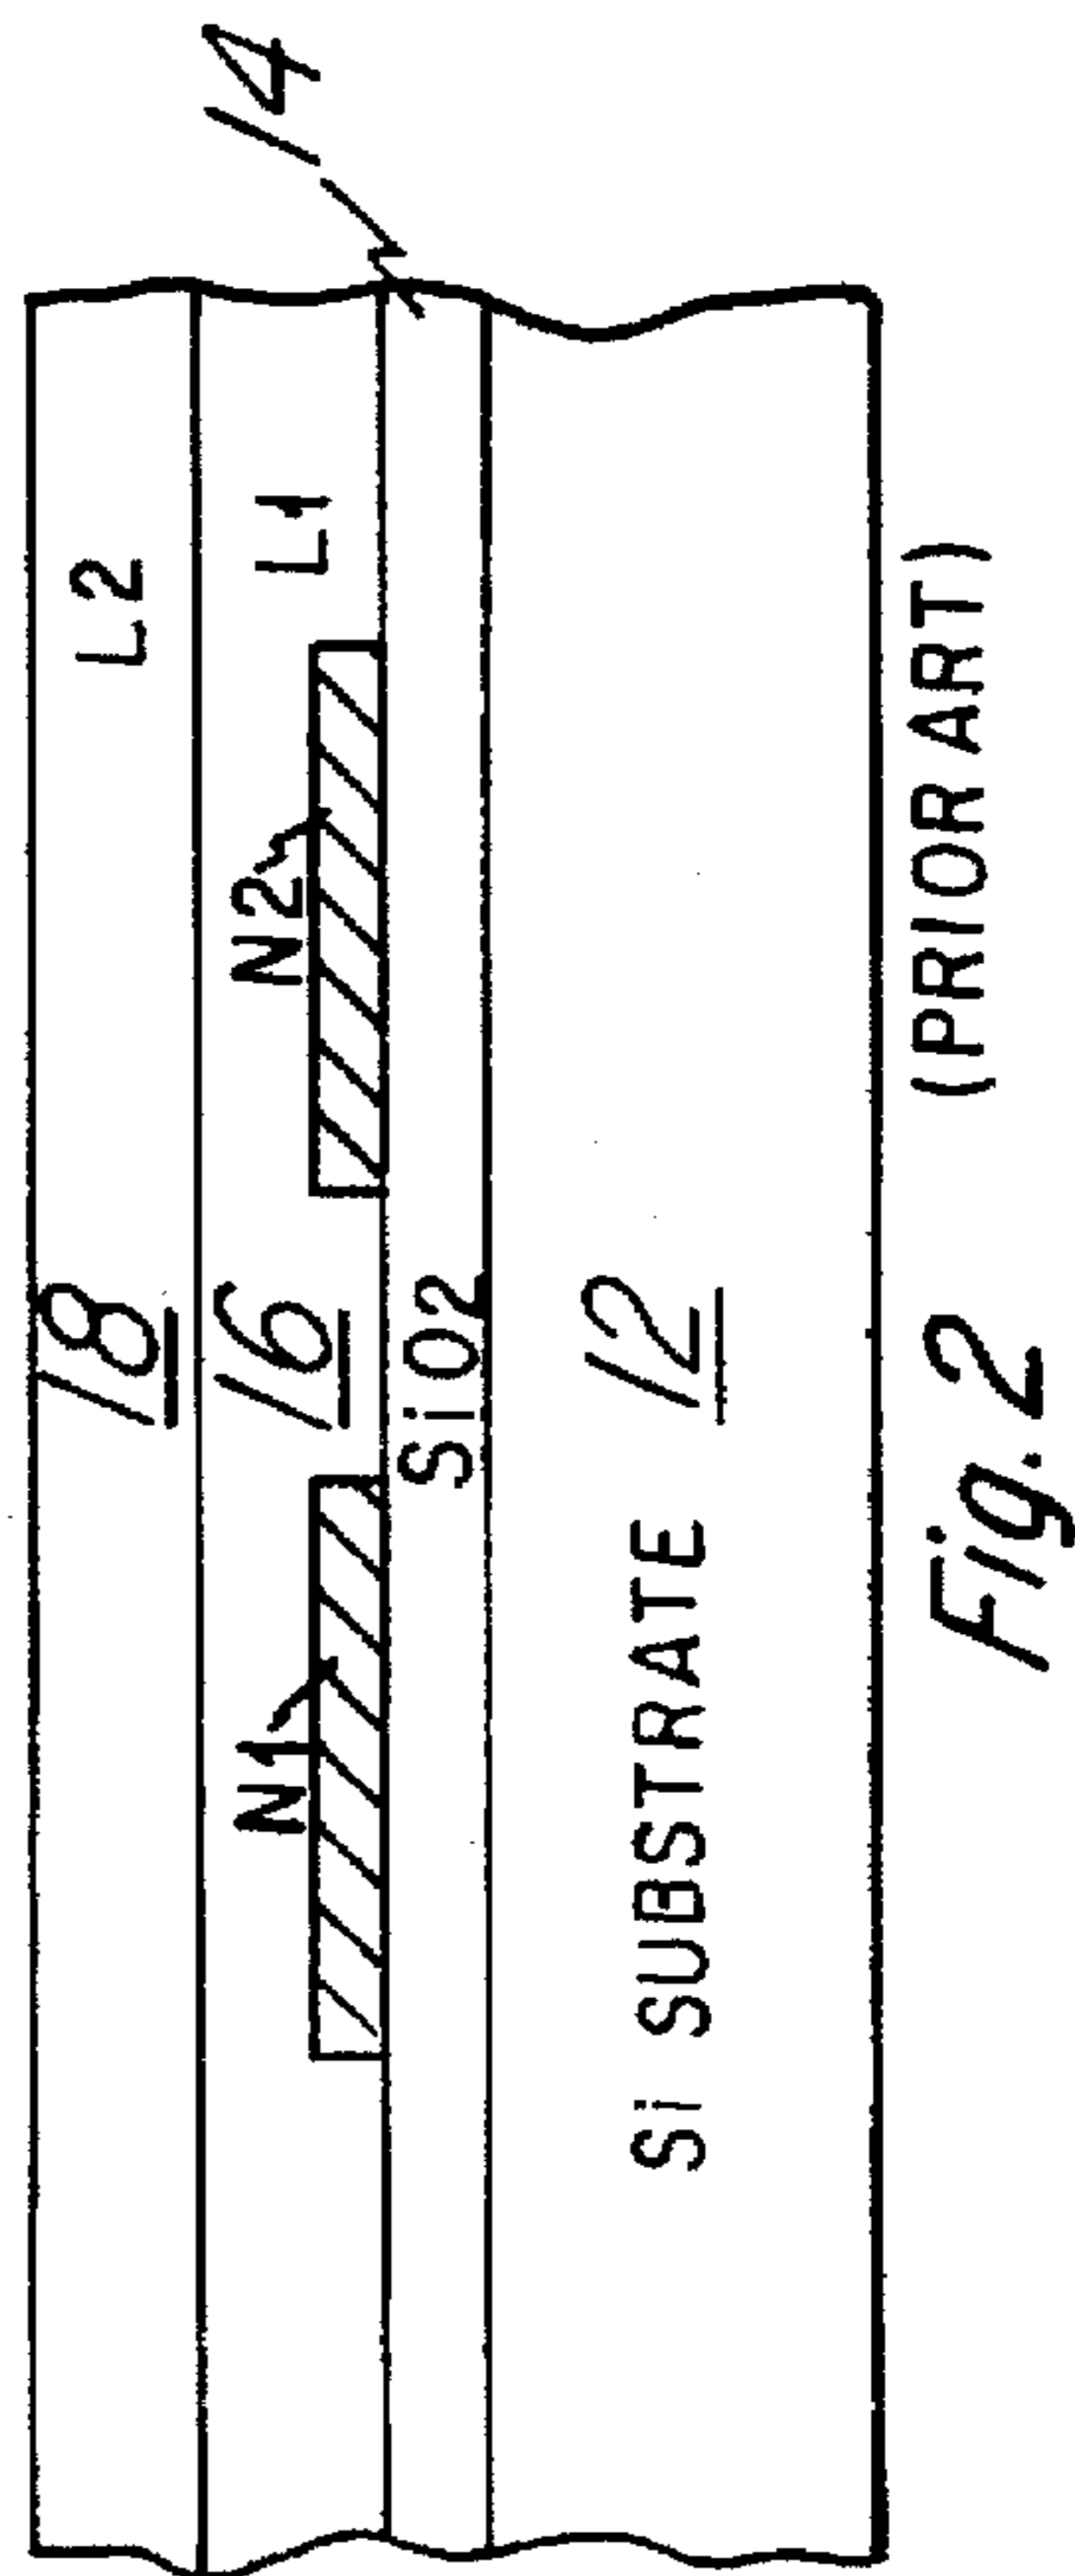 14
L2
18
L1
16
N1
N2
SiO2
Si SUBSTRATE 12
(PRIOR ART)
Fig. 2